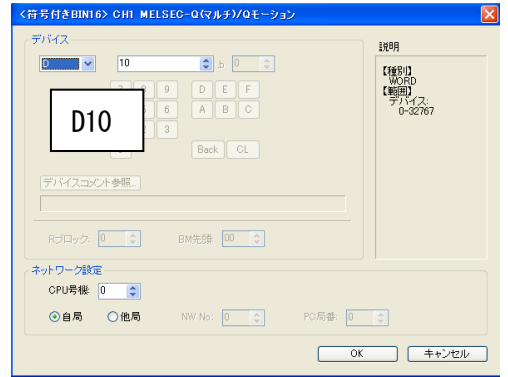 <符号付きBIN16> CH1 MELSEC-Q(マルチ)/Qモーション
デバイス
D 10 .b 0
7 8 9 D E F
6 A B C
2 3
Back CL
D10
デバイスコメント参照...
Rブロック: 0 BM先頭: 00
説明
【種別】
WORD
【範囲】
デバイス:
0-32767
ネットワーク設定
CPU号機: 0
自局 他局 NW No.: 0 PC局番: 0
OK キャンセル